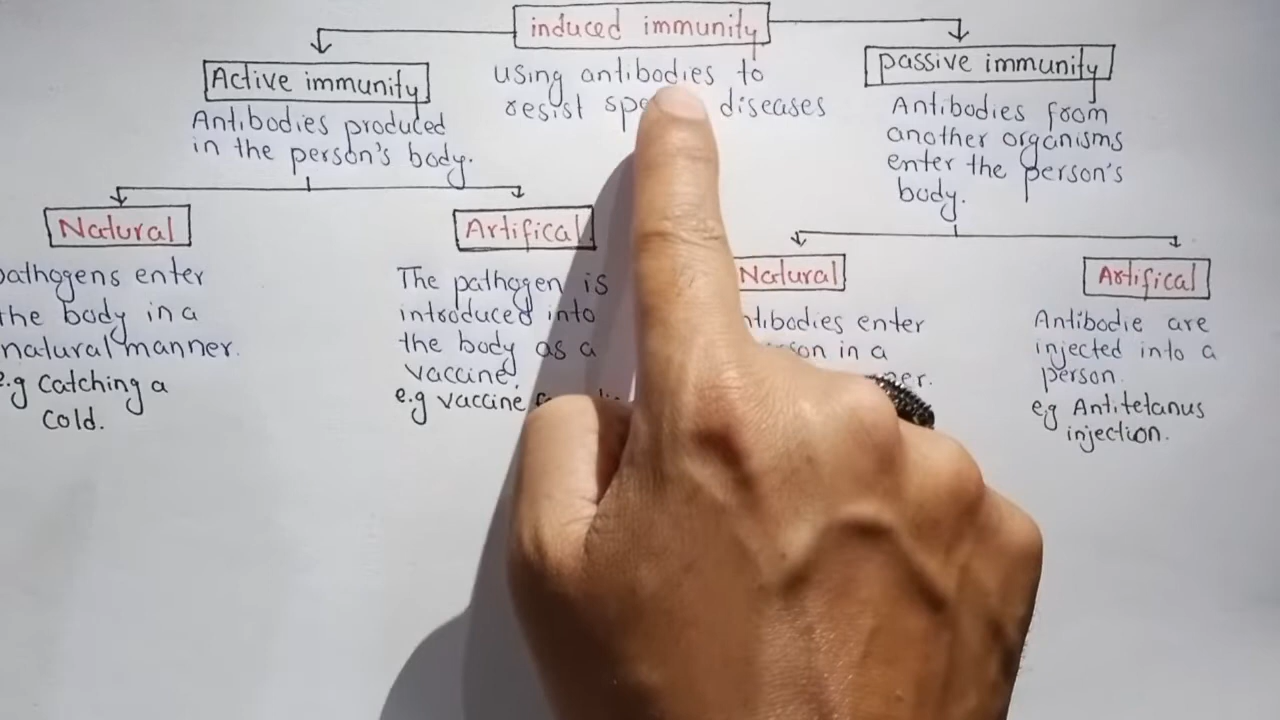 induced immunity
using antibodies to
resist diseases
Active immunity
Antibodies produced
in the person's body.
passive immunity
Antibodies from
another organisms
enter the person's
body.
Natural
pathogens enter
the body in a
natural manner.
e.g catching a
cold.
Artifical
The pathogen is
introduced into
the body as a
vaccine.
e.g vaccine
Natural
enter
in a
Artifical
Antibodie are
injected into a
person.
eg Antitetanus
injection.